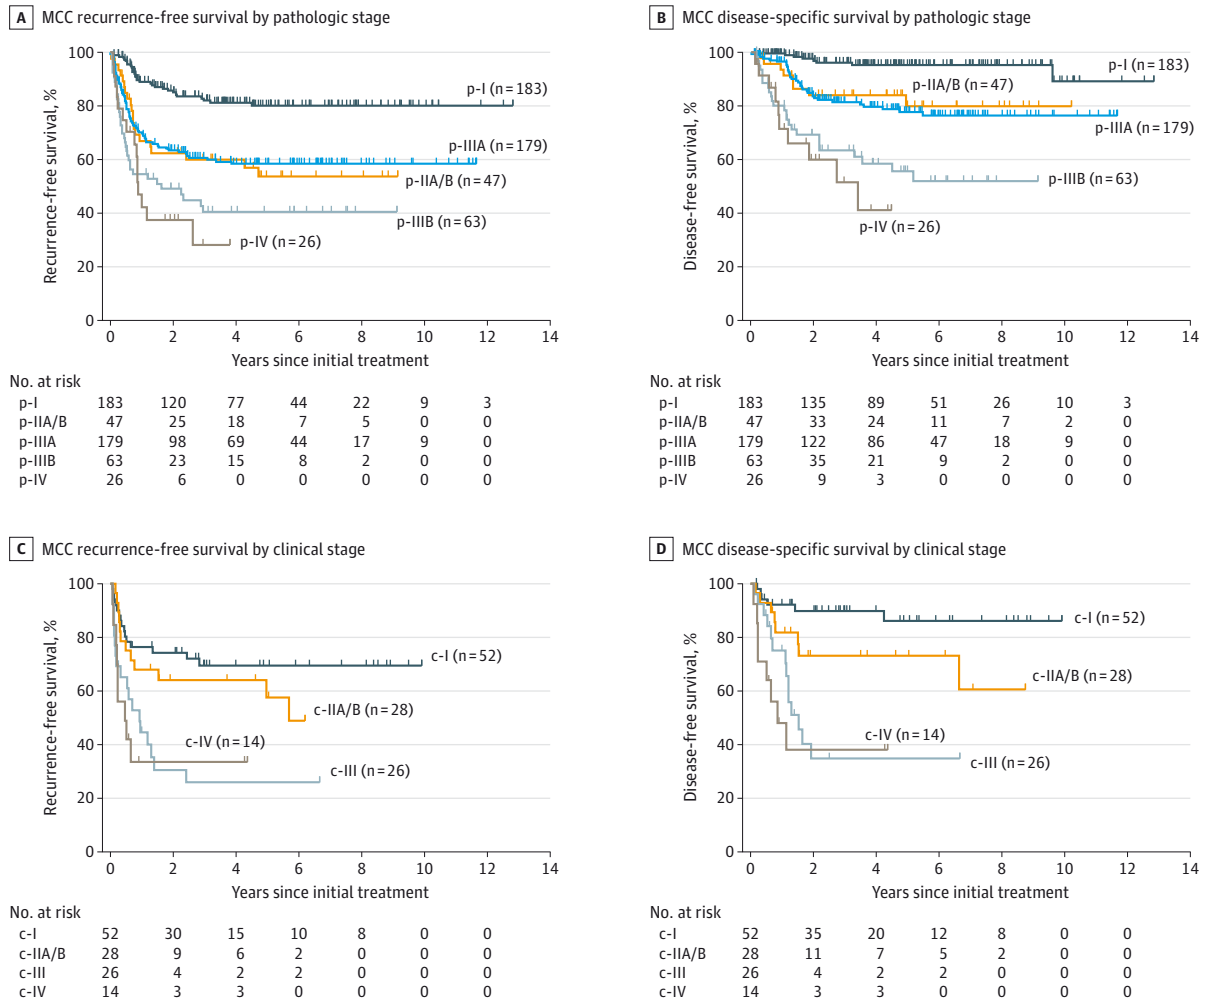 A MCC recurrence-free survival by pathologic stage
Recurrence-free survival, %
100
80
60
40
20
0
p-I (n = 183)
p-IIIA (n = 179)
p-IIA/B (n = 47)
p-IIIB (n = 63)
p-IV (n = 26)
0 2 4 6 8 10 12 14
Years since initial treatment
No. at risk
p-I 183 120 77 44 22 9 3
p-IIA/B 47 25 18 7 5 0 0
p-IIIA 179 98 69 44 17 9 0
p-IIIB 63 23 15 8 2 0 0
p-IV 26 6 0 0 0 0 0
B MCC disease-specific survival by pathologic stage
Disease-free survival, %
100
80
60
40
20
0
p-I (n = 183)
p-IIA/B (n = 47)
p-IIIA (n = 179)
p-IIIB (n = 63)
p-IV (n = 26)
0 2 4 6 8 10 12 14
Years since initial treatment
No. at risk
p-I 183 135 89 51 26 10 3
p-IIA/B 47 33 24 11 7 2 0
p-IIIA 179 122 86 47 18 9 0
p-IIIB 63 35 21 9 2 0 0
p-IV 26 9 3 0 0 0 0
C MCC recurrence-free survival by clinical stage
Recurrence-free survival, %
100
80
60
40
20
0
c-I (n = 52)
c-IIA/B (n = 28)
c-IV (n = 14)
c-III (n = 26)
0 2 4 6 8 10 12 14
Years since initial treatment
No. at risk
c-I 52 30 15 10 8 0 0
c-IIA/B 28 9 6 2 0 0 0
c-III 26 4 2 2 0 0 0
c-IV 14 3 3 0 0 0 0
D MCC disease-specific survival by clinical stage
Disease-free survival, %
100
80
60
40
20
0
c-I (n = 52)
c-IIA/B (n = 28)
c-IV (n = 14)
c-III (n = 26)
0 2 4 6 8 10 12 14
Years since initial treatment
No. at risk
c-I 52 35 20 12 8 0 0
c-IIA/B 28 11 7 5 2 0 0
c-III 26 4 2 2 0 0 0
c-IV 14 3 3 0 0 0 0